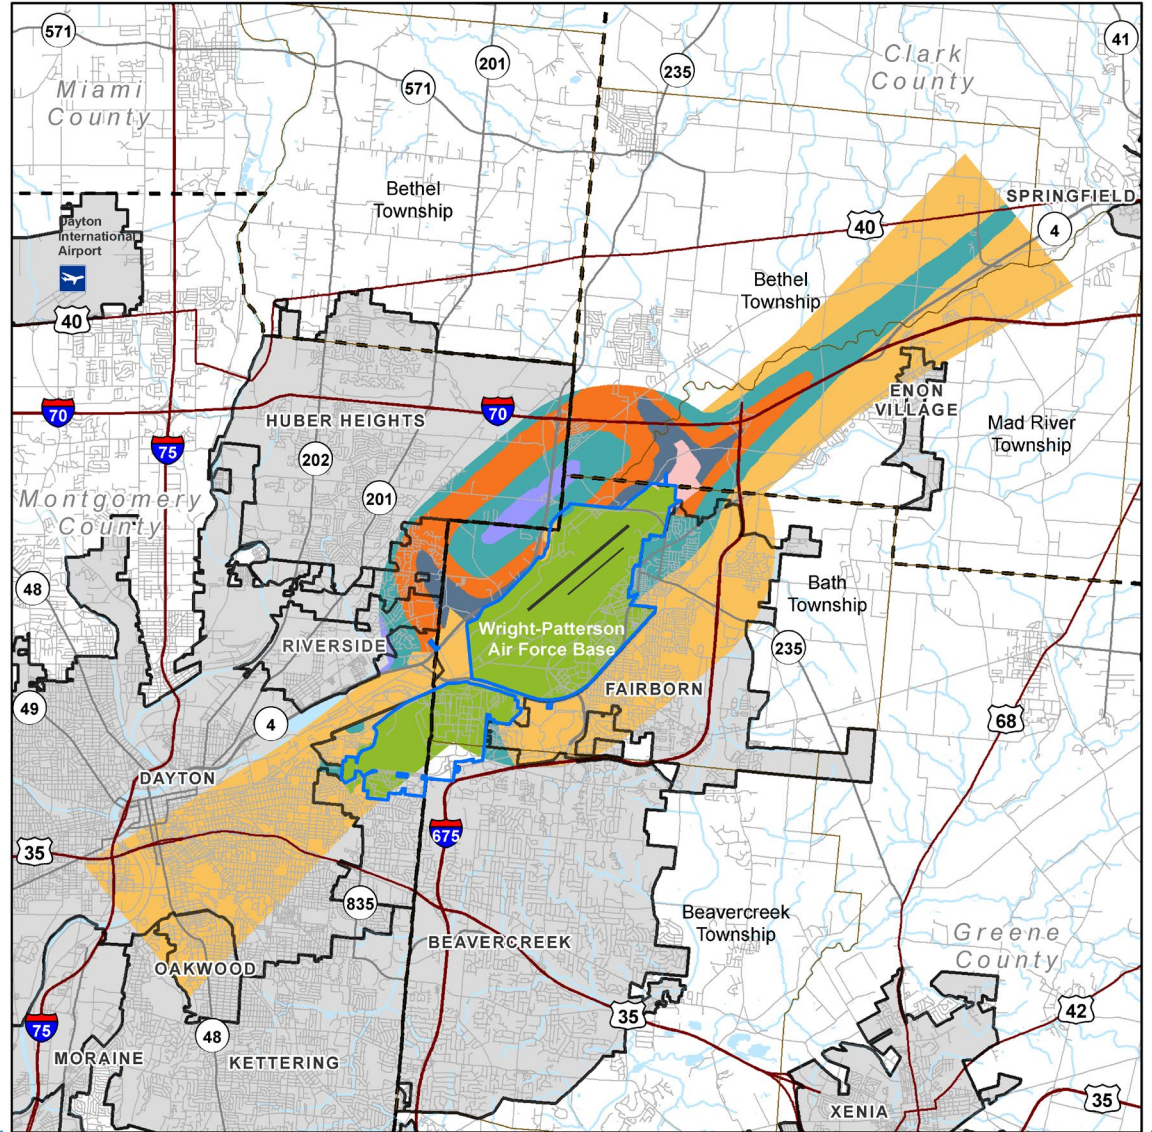 571
201
235
41
Clark
County
Miami
County
571
Bethel
Township
SPRINGFIELD
Dayton
International
Airport
40
4
Bethel
Township
40
70
70
75
HUBER HEIGHTS
ENON
VILLAGE
Mad River
Township
202
201
Montgomery
County
48
Bath
Township
RIVERSIDE
Wright-Patterson
Air Force Base
235
FAIRBORN
49
4
68
DAYTON
675
35
835
Beavercreek
Township
BEAVERCREEK
Greene
County
OAKWOOD
35
42
75
48
MORAINE
KETTERING
XENIA
35